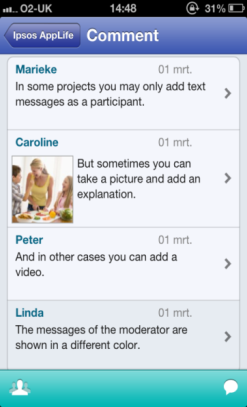 O2-UK 14:48 31%
Ipsos AppLife Comment
Marieke 01 mrt.
In some projects you may only add text
messages as a participant.
Caroline 01 mrt.
But sometimes you can
take a picture and add an
explanation.
Peter 01 mrt.
And in other cases you can add a
video.
Linda 01 mrt.
The messages of the moderator are
shown in a different color.